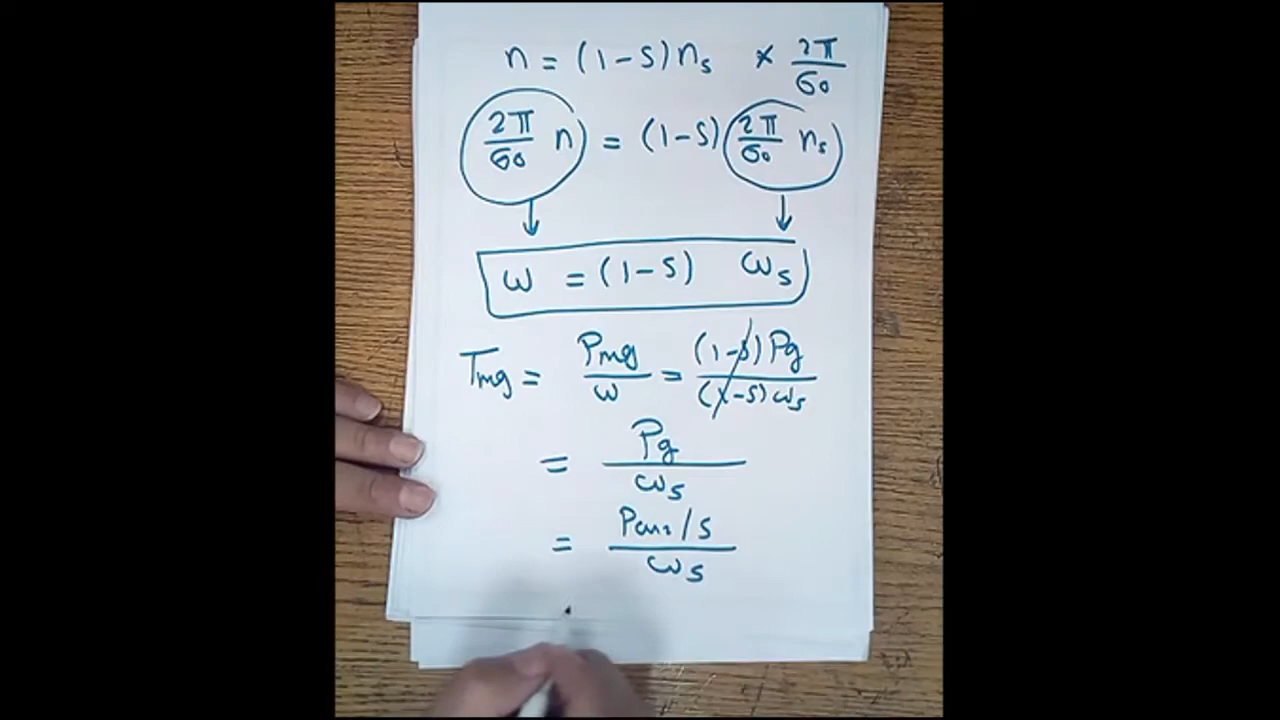 n = (1-S) ns × 2π/60
2π/60 n = (1-S) 2π/60 ns
ω = (1-S) ωs
Tmg = Pmg/ω = (1-S)Pg/(1-S)ωs
= Pg/ωs
= Pcu2/S/ωs